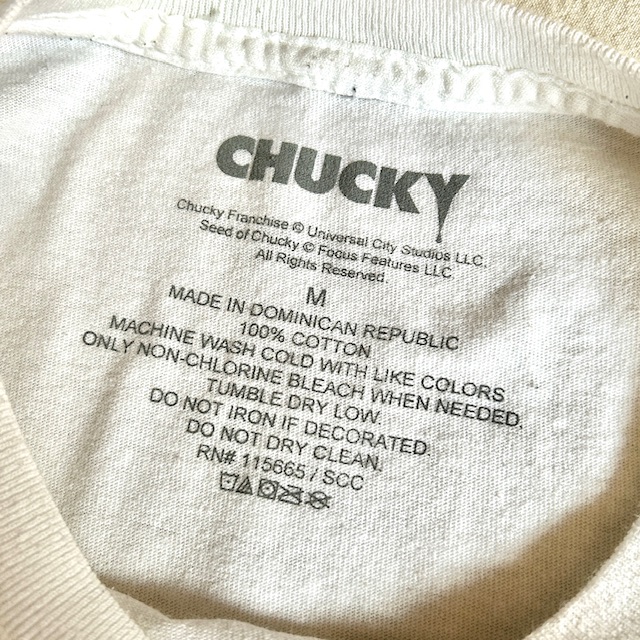 CHUCKY
Chucky Franchise © Universal City Studios LLC.
Seed of Chucky © Focus Features LLC.
All Rights Reserved.
M
MADE IN DOMINICAN REPUBLIC
100% COTTON
MACHINE WASH COLD WITH LIKE COLORS
ONLY NON-CHLORINE BLEACH WHEN NEEDED.
TUMBLE DRY LOW.
DO NOT IRON IF DECORATED.
DO NOT DRY CLEAN.
RN# 115665 / SCC